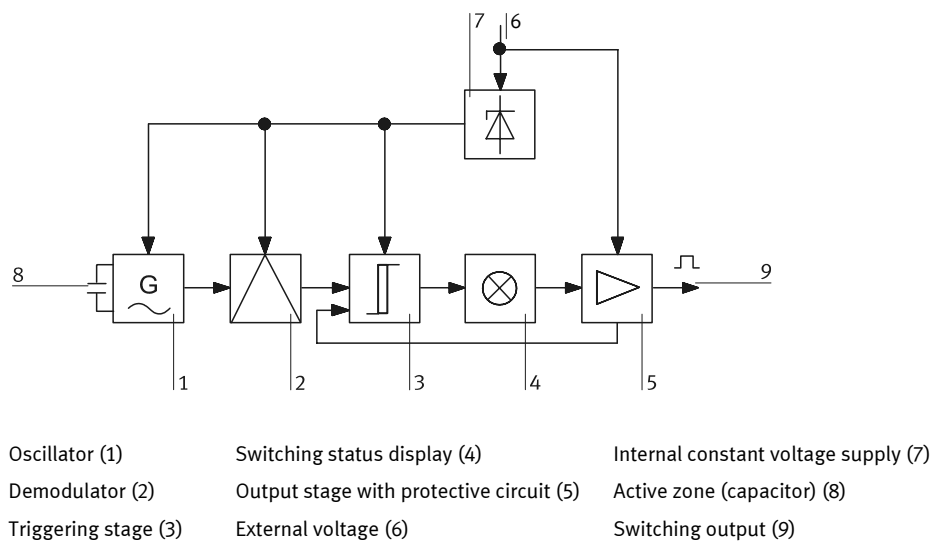 7 6
8
G
9
1
2
3
4
5
Oscillator (1)
Switching status display (4)
Internal constant voltage supply (7)
Demodulator (2)
Output stage with protective circuit (5)
Active zone (capacitor) (8)
Triggering stage (3)
External voltage (6)
Switching output (9)